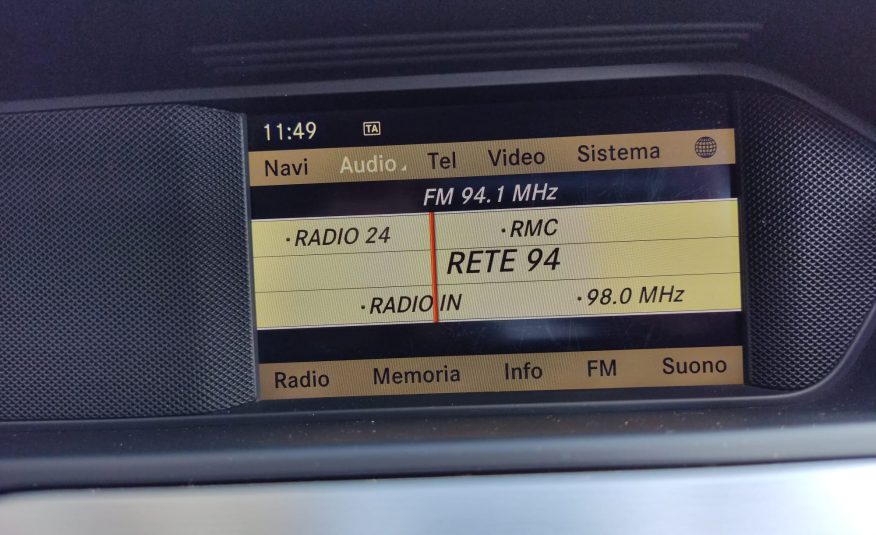 11:49 TA
Navi Audio Tel Video Sistema
FM 94.1 MHz
·RADIO 24 ·RMC
RETE 94
·RADIO IN ·98.0 MHz
Radio Memoria Info FM Suono